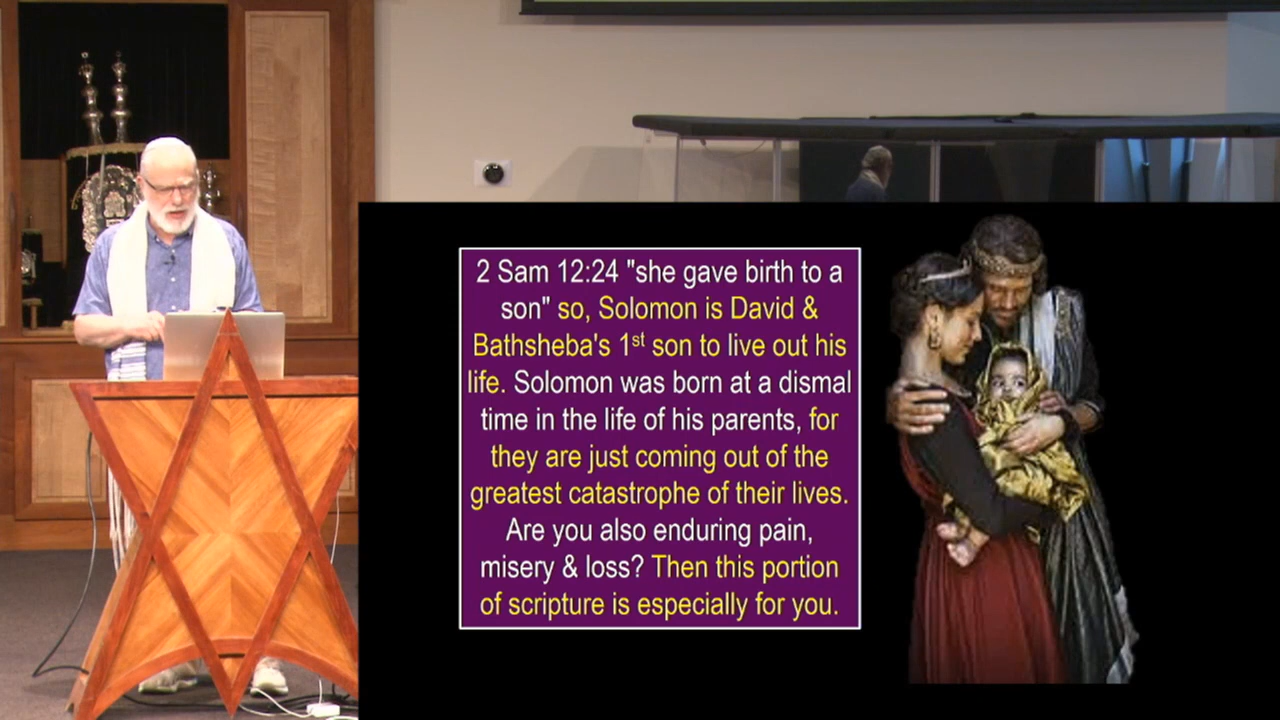 2 Sam 12:24 "she gave birth to a
son" so, Solomon is David &
Bathsheba's 1st son to live out his
life. Solomon was born at a dismal
time in the life of his parents, for
they are just coming out of the
greatest catastrophe of their lives.
Are you also enduring pain,
misery & loss? Then this portion
of scripture is especially for you.